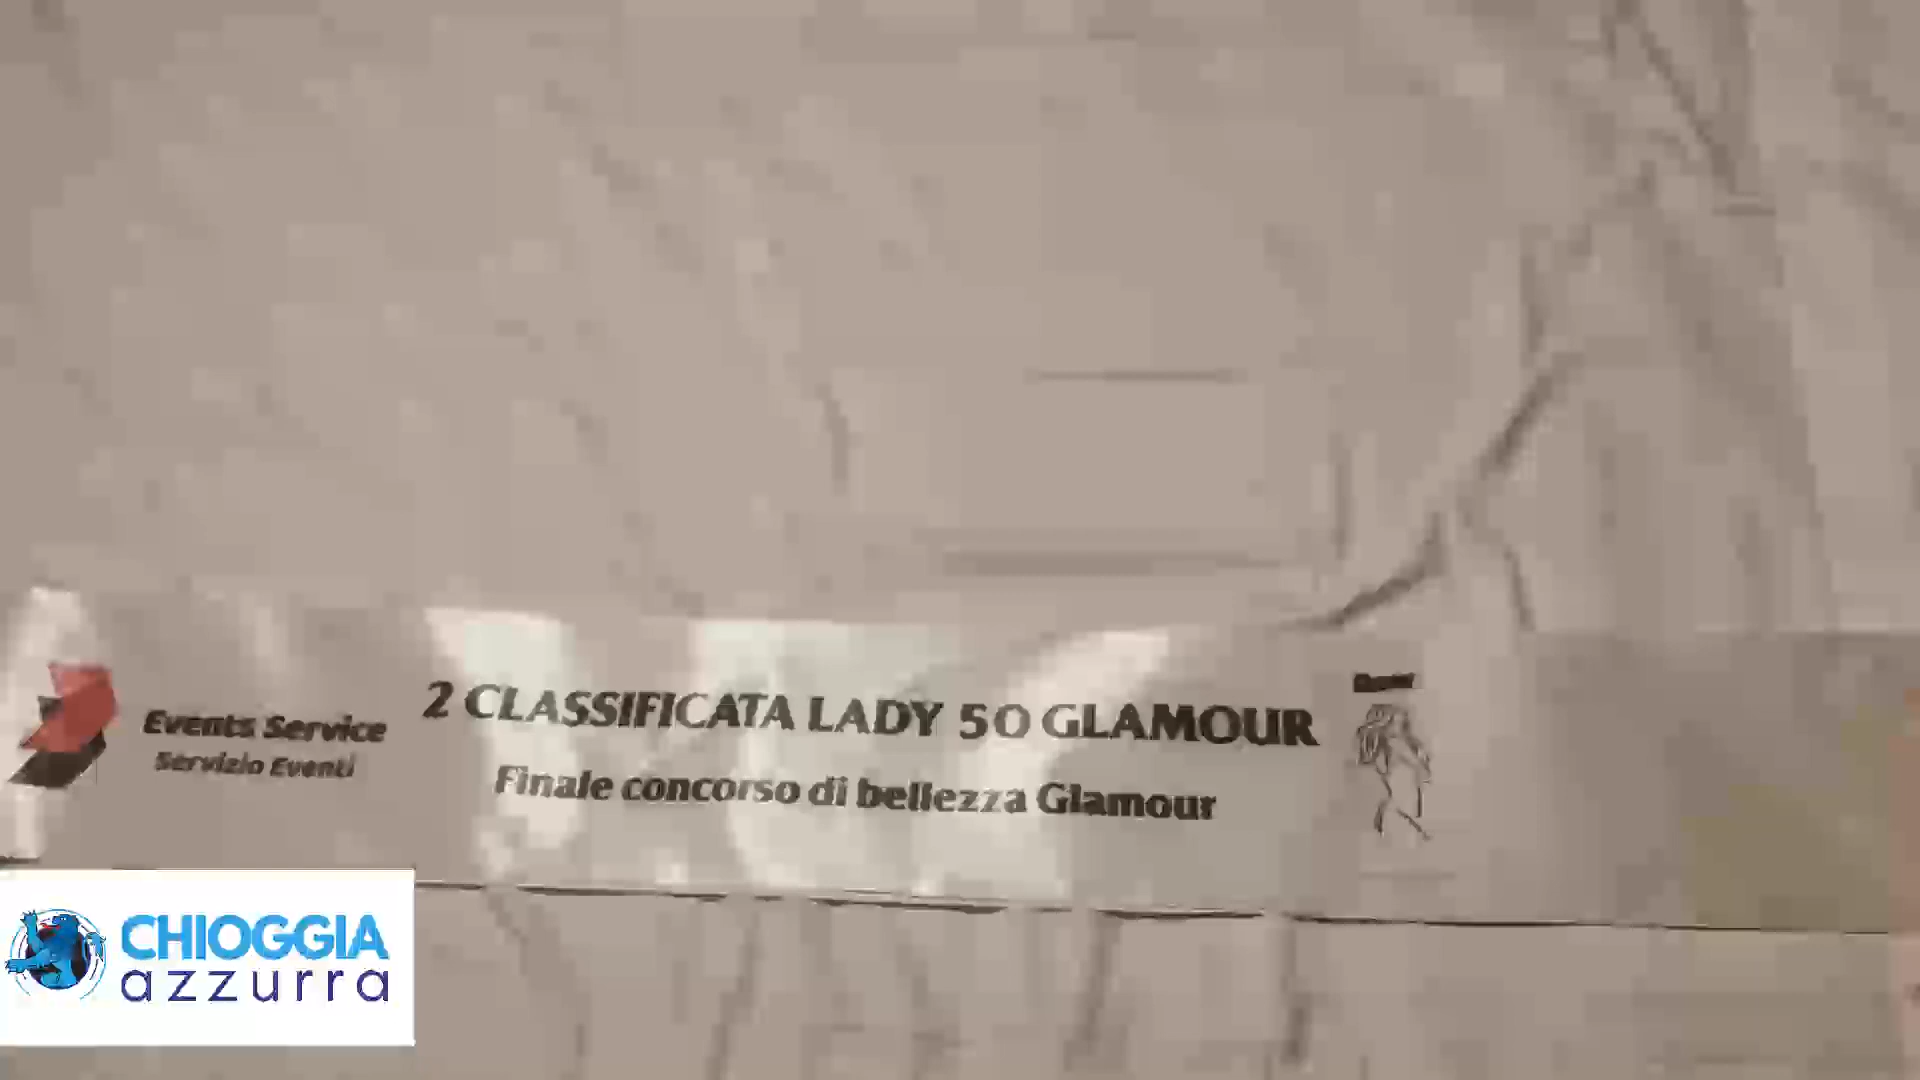 2 CLASSIFICATA LADY 50 GLAMOUR
Finale concorso di bellezza Glamour
Events Service
Servizio Eventi
CHIOGGIA
azzurra